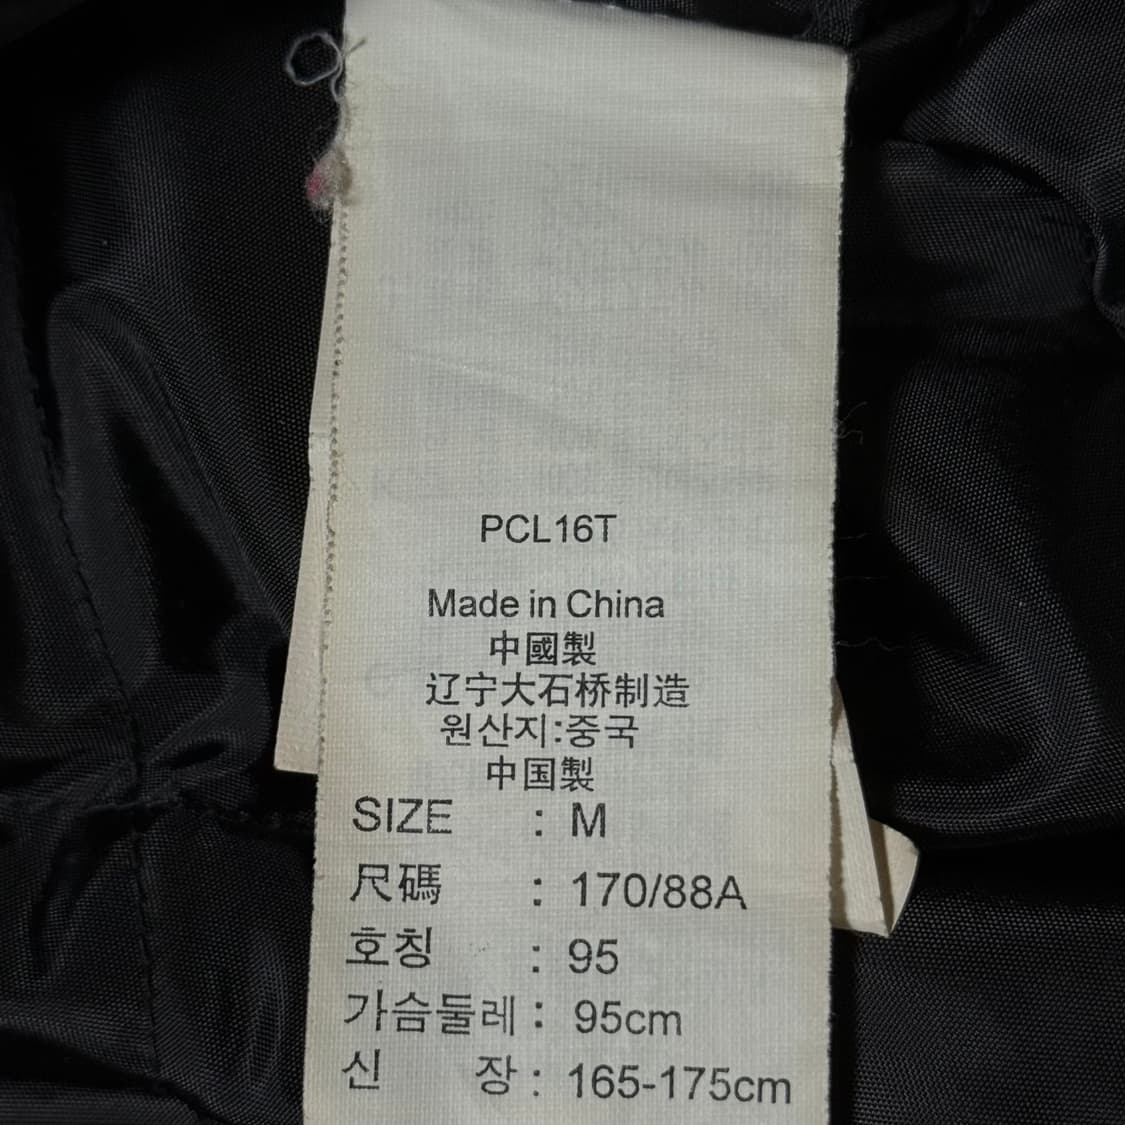 PCL16T
Made in China
中國製
辽宁大石桥制造
원산지:중국
中国製
SIZE : M
尺碼 : 170/88A
호칭 : 95
가슴둘레 : 95cm
신 장 : 165-175cm